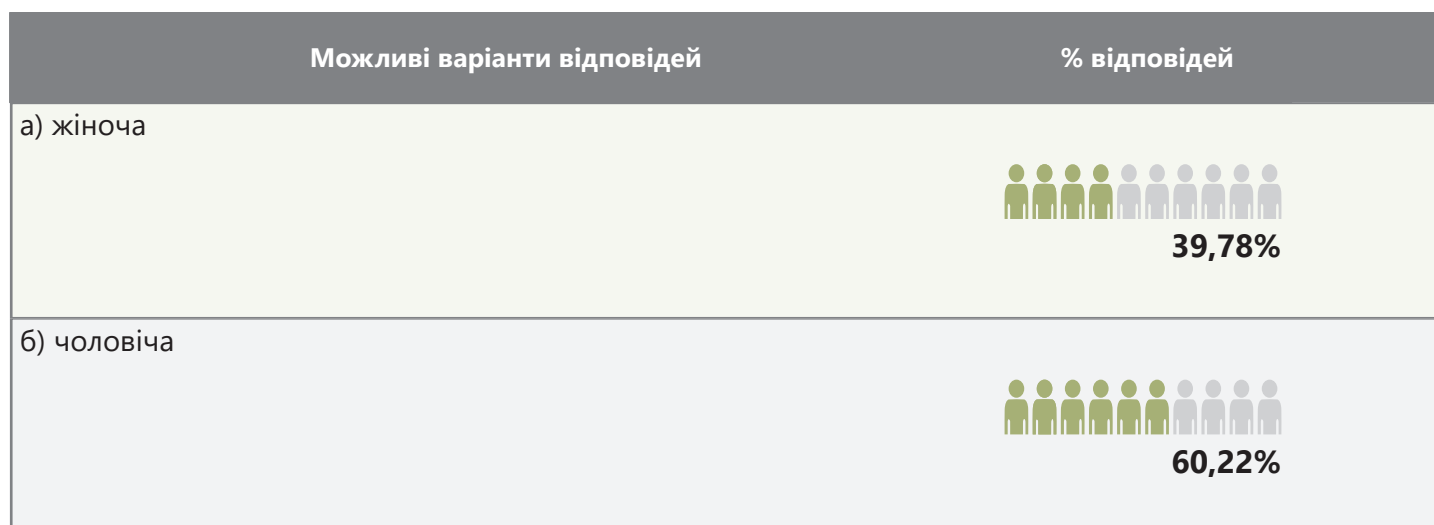 Можливі варіанти відповідей
% відповідей
а) жіноча
39,78%
б) чоловіча
60,22%